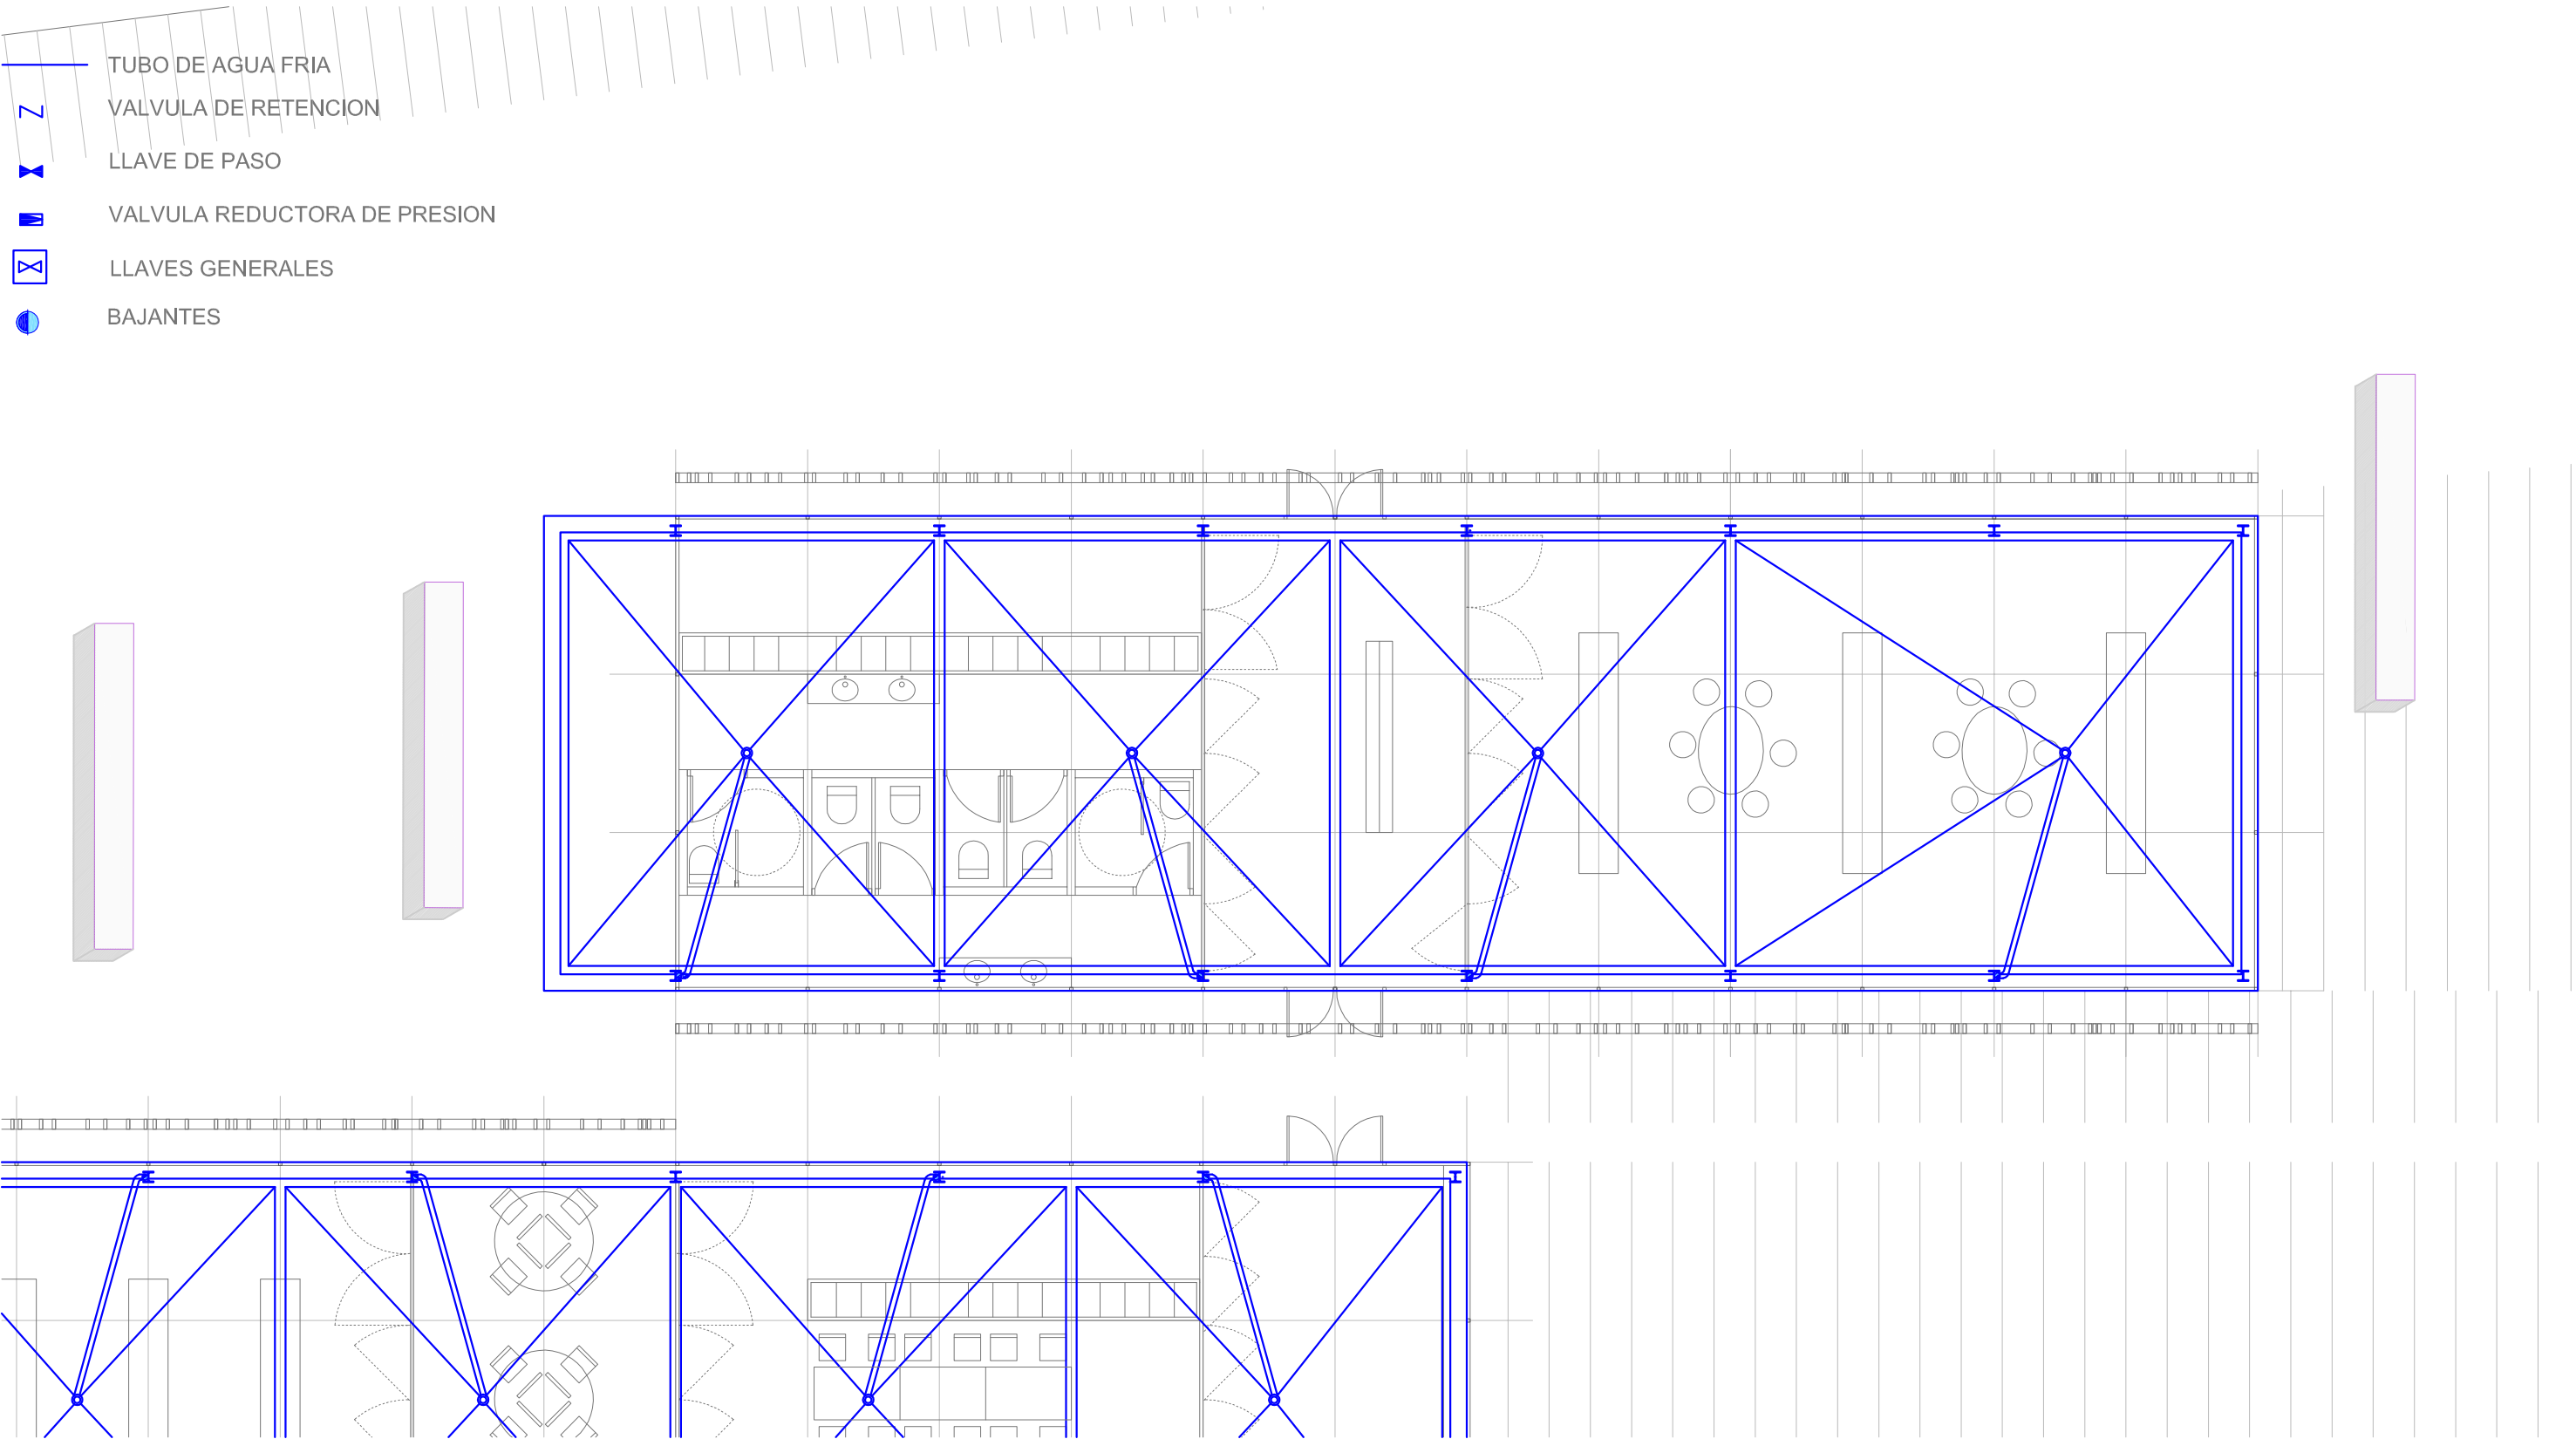 TUBO DE AGUA FRIA
VALVULA DE RETENCION
LLAVE DE PASO
VALVULA REDUCTORA DE PRESION
LLAVES GENERALES
BAJANTES